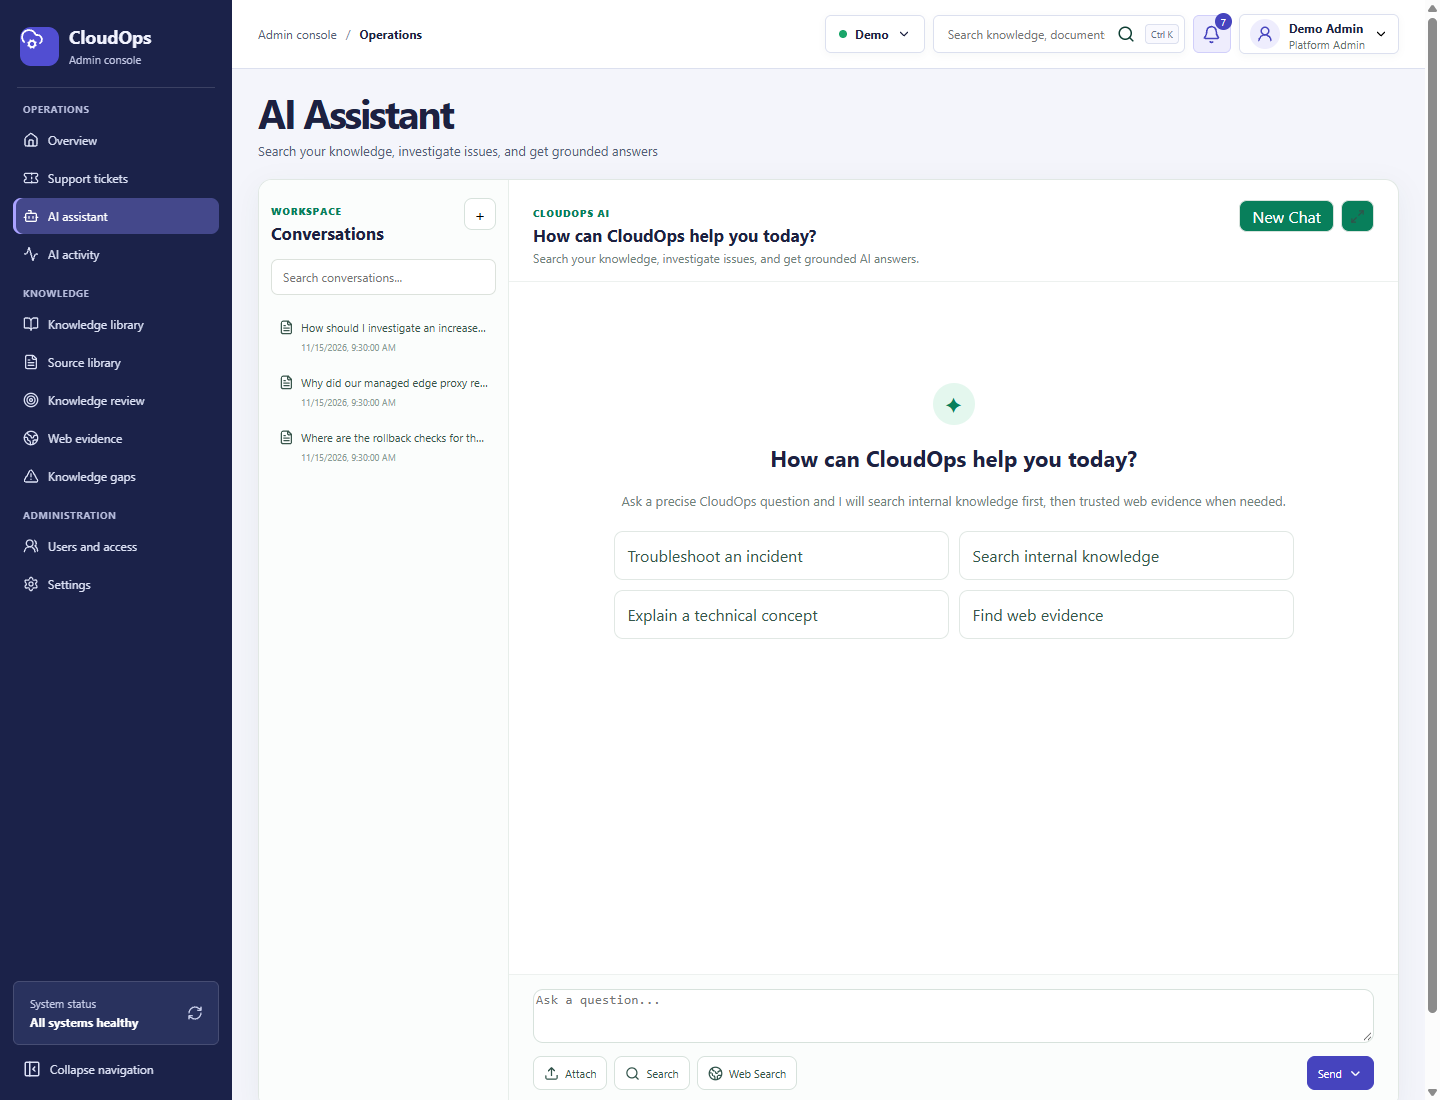 CloudOps
Admin console
OPERATIONS
Overview
Support tickets
AI assistant
AI activity
KNOWLEDGE
Knowledge library
Source library
Knowledge review
Web evidence
Knowledge gaps
ADMINISTRATION
Users and access
Settings
System status
All systems healthy
Collapse navigation
Admin console / Operations
Demo
Search knowledge, document
Ctrl K
7
Demo Admin
Platform Admin
AI Assistant
Search your knowledge, investigate issues, and get grounded answers
WORKSPACE
Conversations
+
Search conversations...
How should I investigate an increase...
11/15/2026, 9:30:00 AM
Why did our managed edge proxy re...
11/15/2026, 9:30:00 AM
Where are the rollback checks for th...
11/15/2026, 9:30:00 AM
CLOUDOPS AI
How can CloudOps help you today?
Search your knowledge, investigate issues, and get grounded AI answers.
New Chat
How can CloudOps help you today?
Ask a precise CloudOps question and I will search internal knowledge first, then trusted web evidence when needed.
Troubleshoot an incident
Search internal knowledge
Explain a technical concept
Find web evidence
Ask a question...
Attach
Search
Web Search
Send